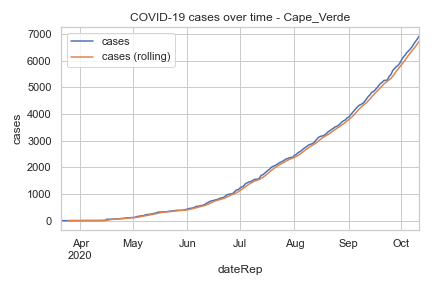 COVID-19 cases over time - Cape_Verde
cases
cases (rolling)
7000
6000
5000
4000
3000
2000
1000
0
cases
Apr
2020
May
Jun
Jul
Aug
Sep
Oct
dateRep